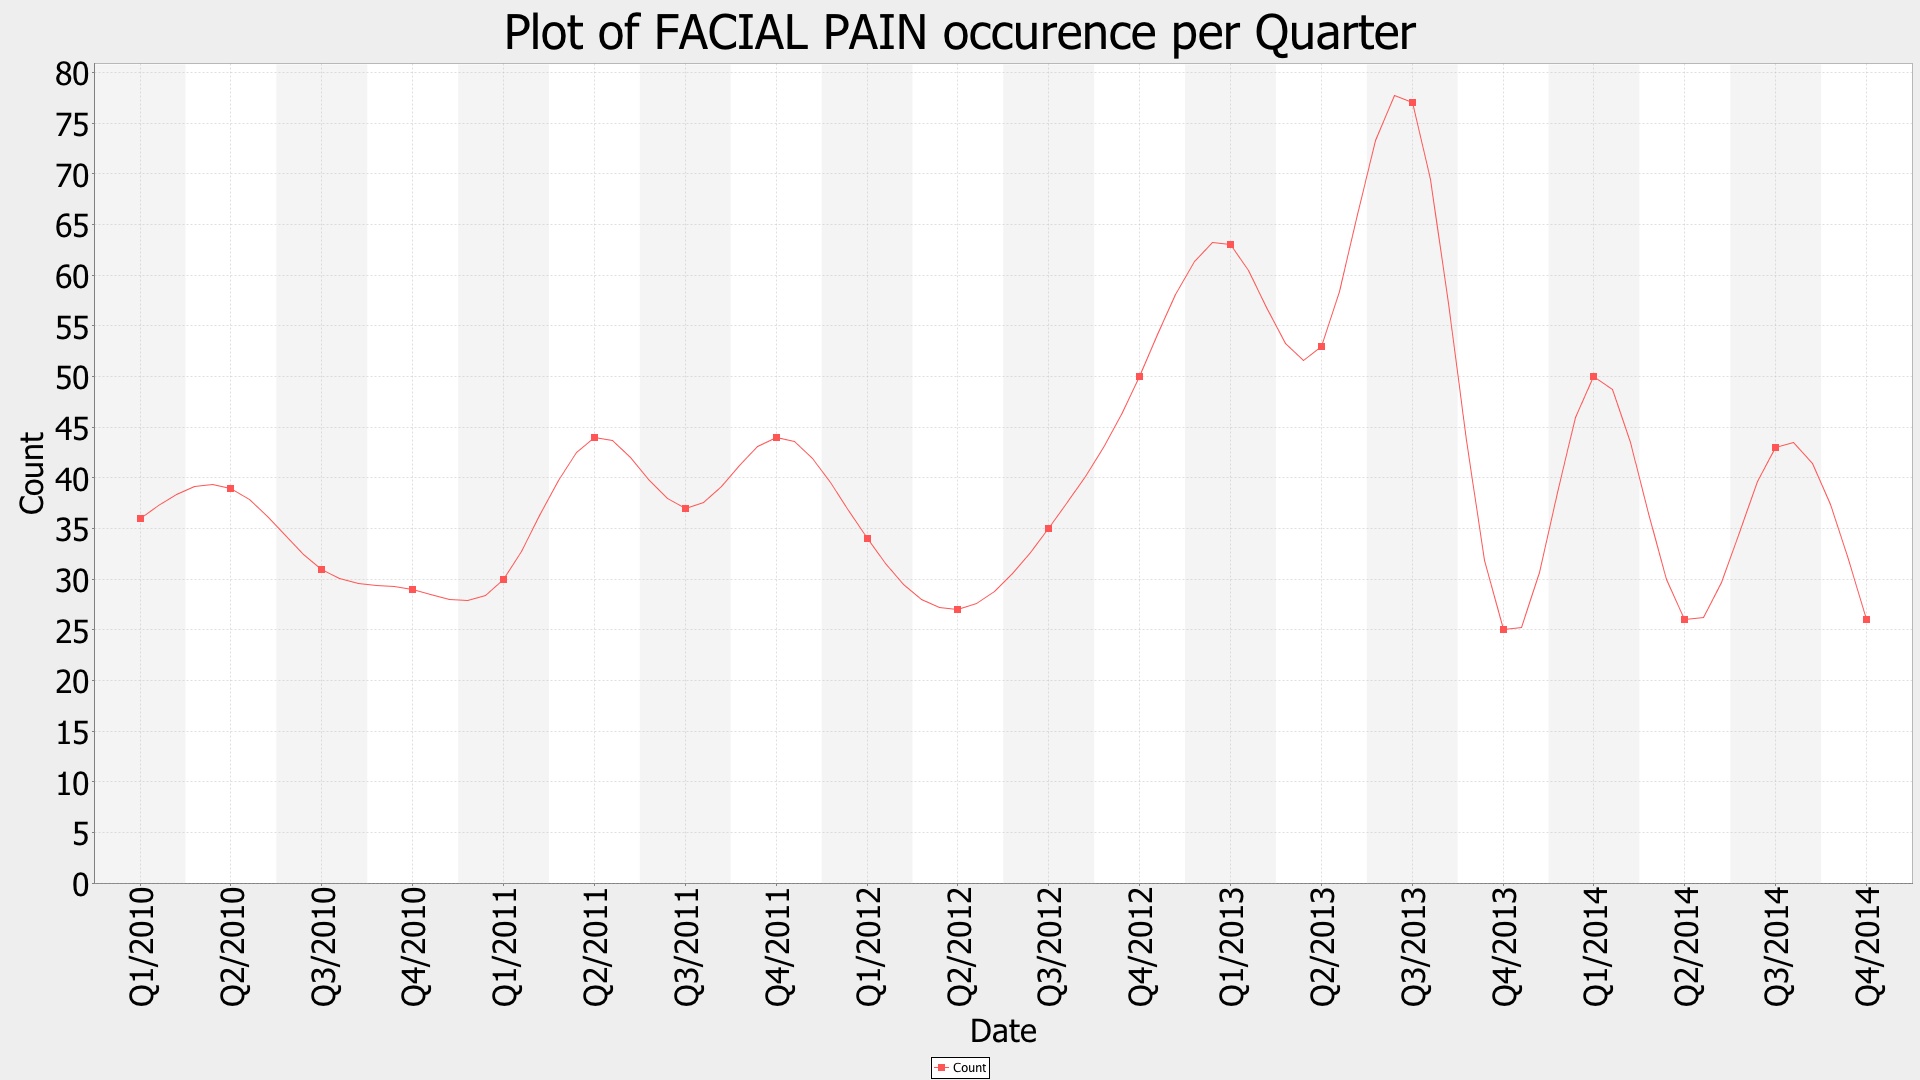 Plot of FACIAL PAIN occurence per Quarter
80
75
70
65
60
55
50
45
40
35
30
25
20
15
10
5
0
Count
Q1/2010
Q2/2010
Q3/2010
Q4/2010
Q1/2011
Q2/2011
Q3/2011
Q4/2011
Q1/2012
Q2/2012
Q3/2012
Q4/2012
Q1/2013
Q2/2013
Q3/2013
Q4/2013
Q1/2014
Q2/2014
Q3/2014
Q4/2014
Date
Count